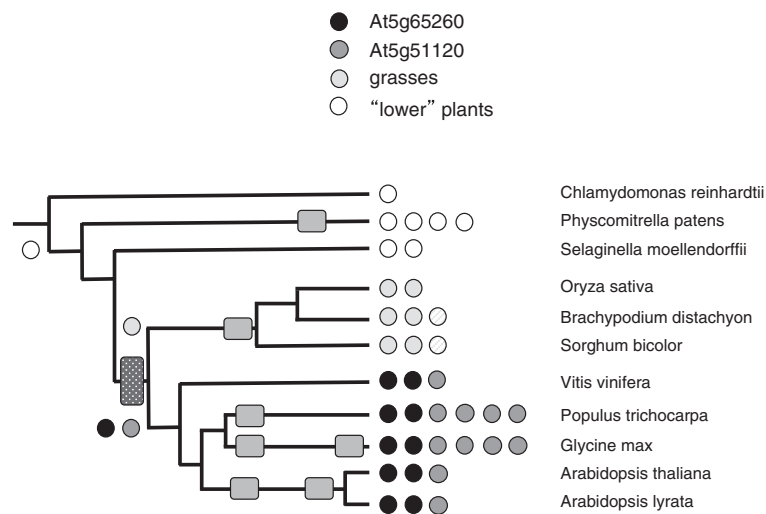 At5g65260
At5g51120
grasses
“lower” plants
Chlamydomonas reinhardtii
Physcomitrella patens
Selaginella moellendorffii
Oryza sativa
Brachypodium distachyon
Sorghum bicolor
Vitis vinifera
Populus trichocarpa
Glycine max
Arabidopsis thaliana
Arabidopsis lyrata